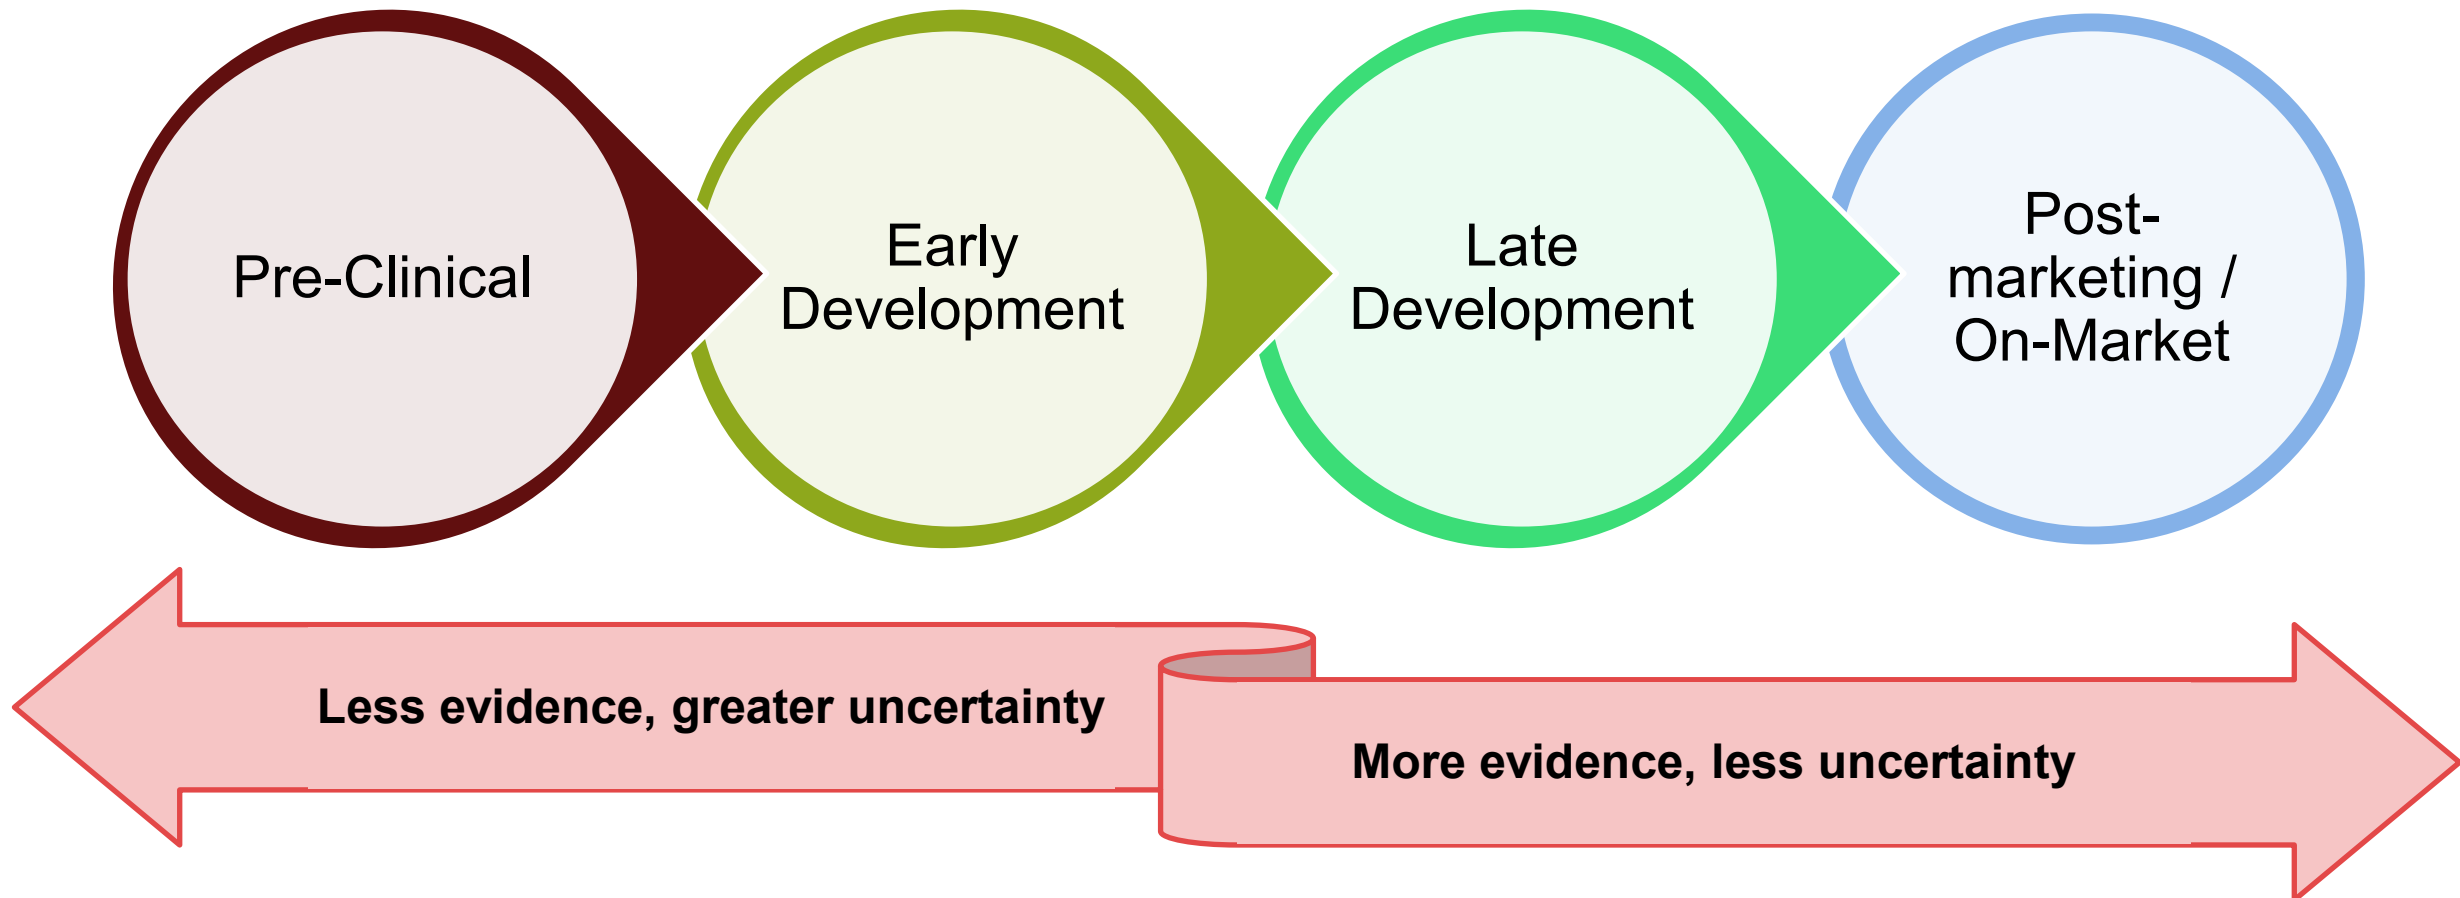 Pre-Clinical
Early
Development
Late
Development
Post-
marketing /
On-Market
Less evidence, greater uncertainty
More evidence, less uncertainty